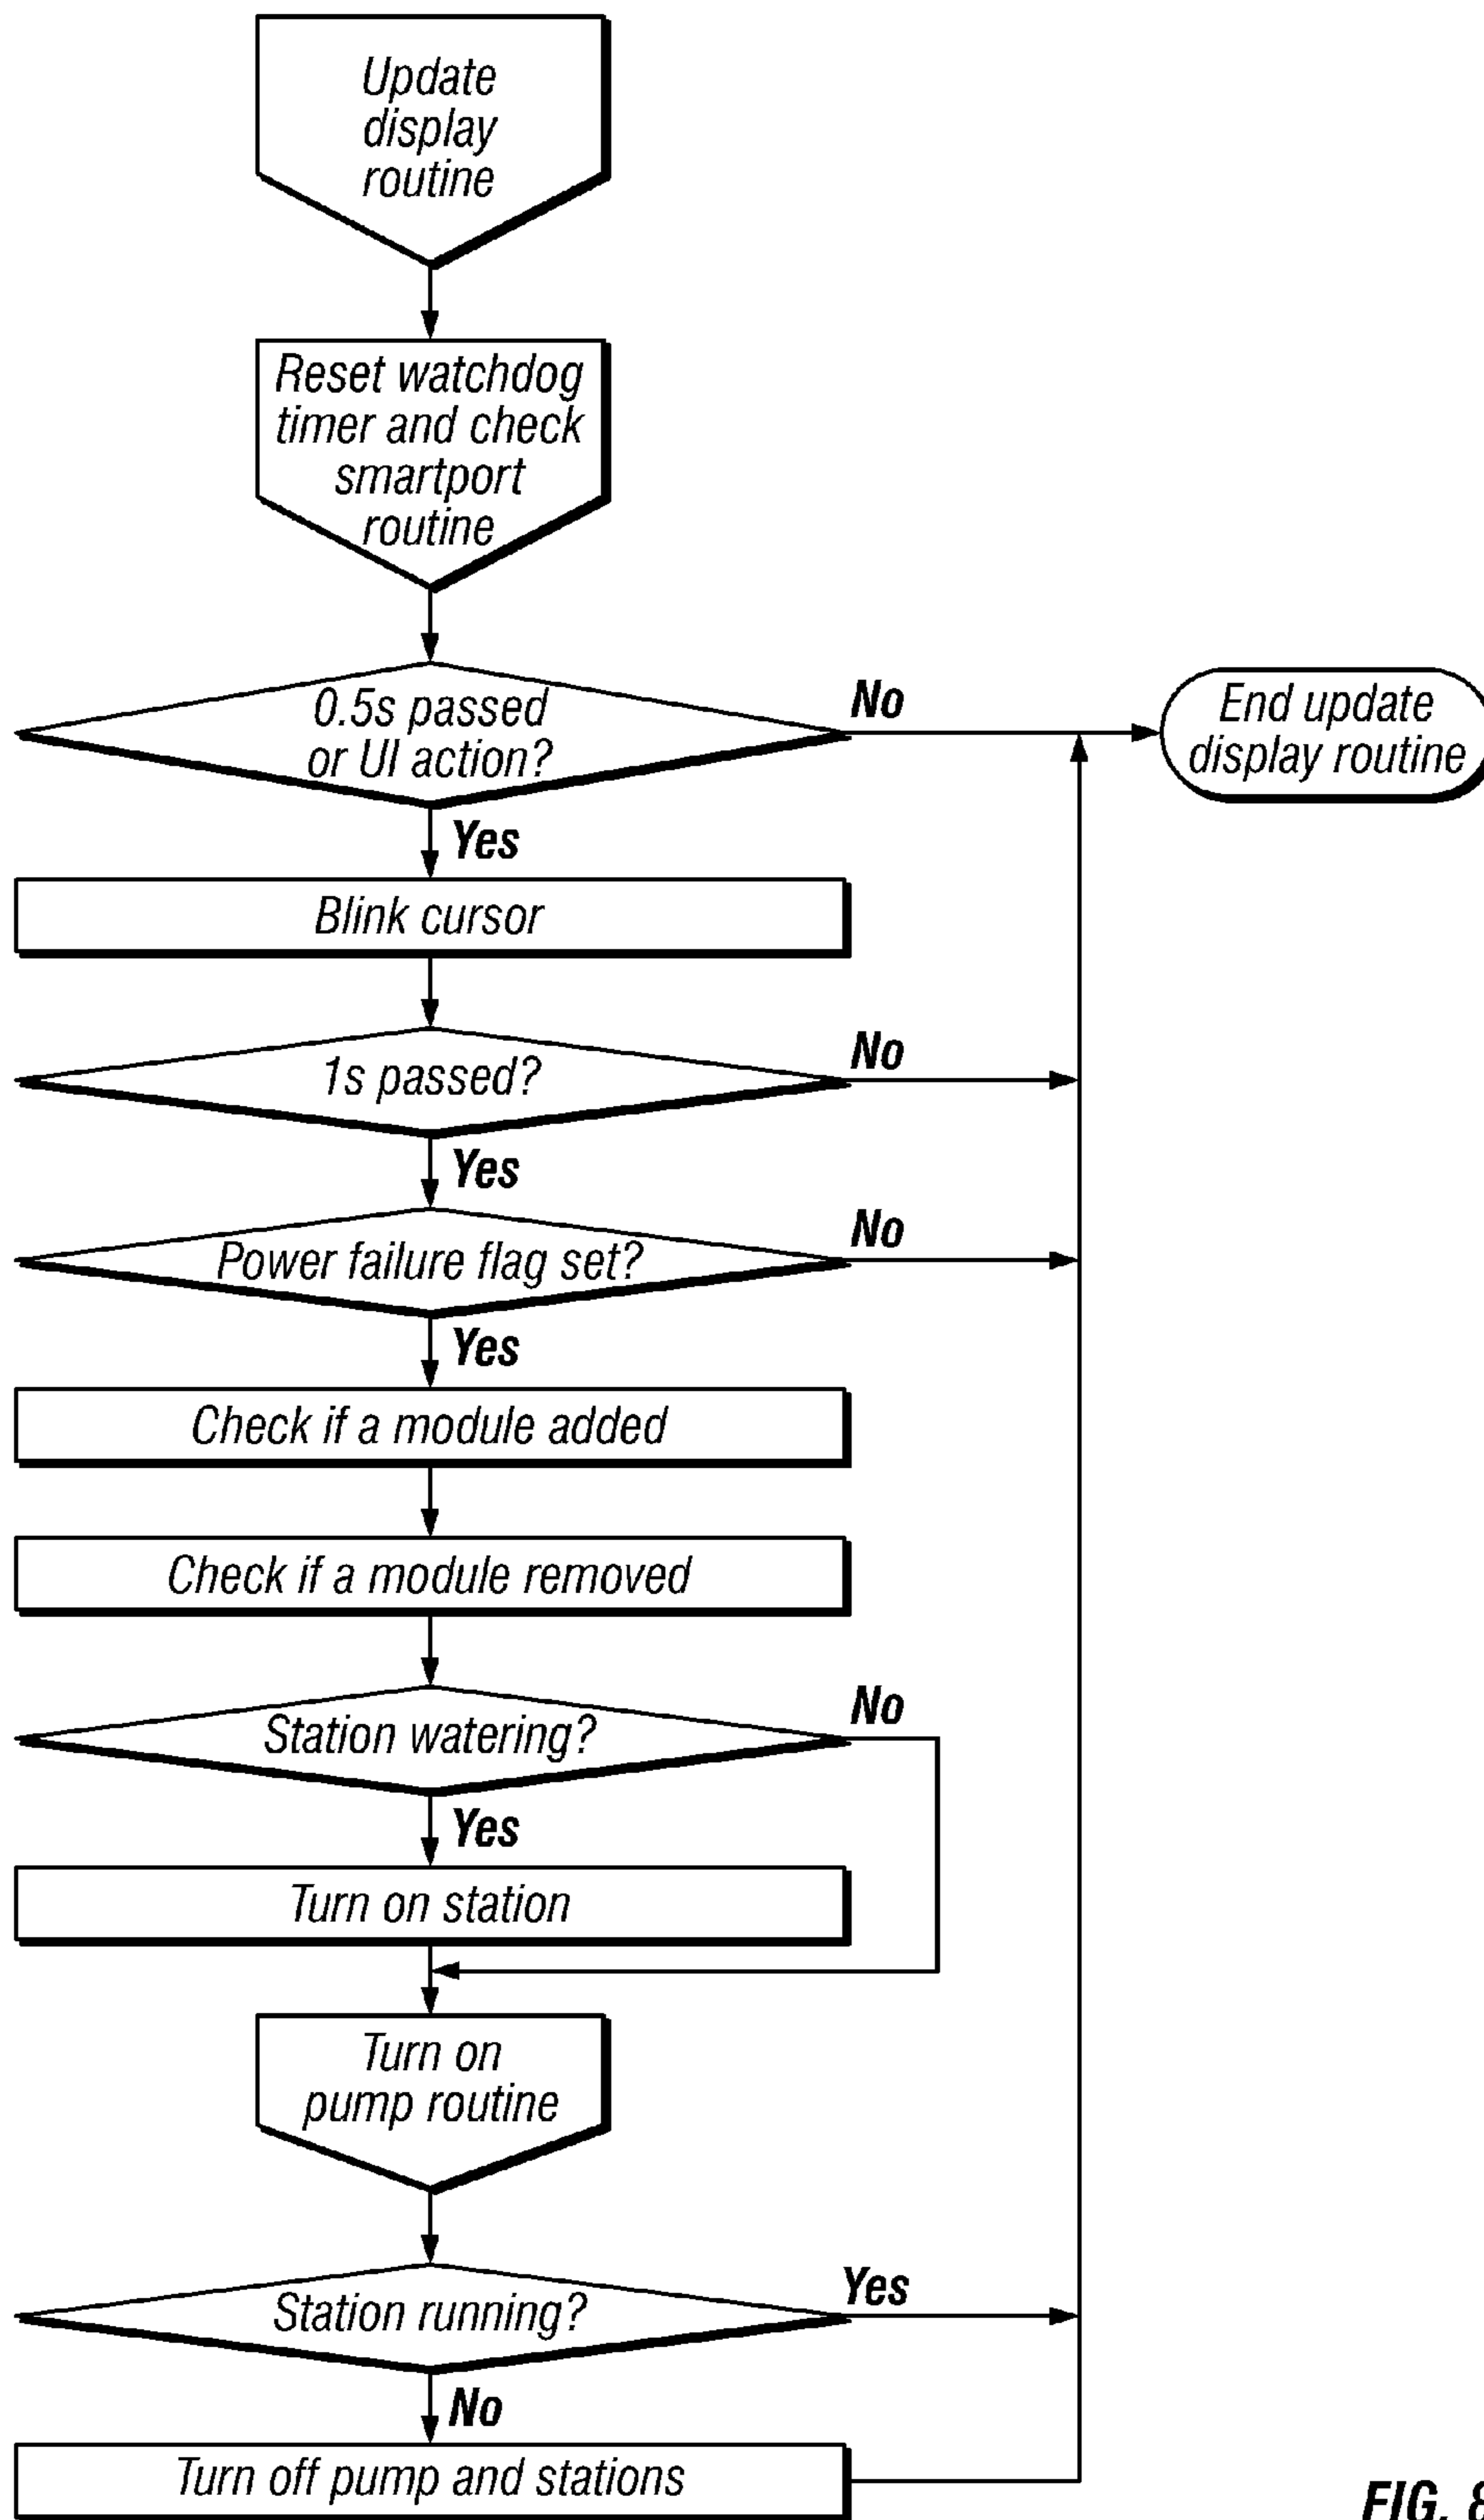 Update
display
routine
Reset watchdog
timer and check
smartport
routine
0.5s passed
or UI action?
No
End update
display routine
Yes
Blink cursor
1s passed?
No
Yes
Power failure flag set?
No
Yes
Check if a module added
Check if a module removed
Station watering?
No
Yes
Turn on station
Turn on
pump routine
Station running?
Yes
No
Turn off pump and stations
FIG. 8